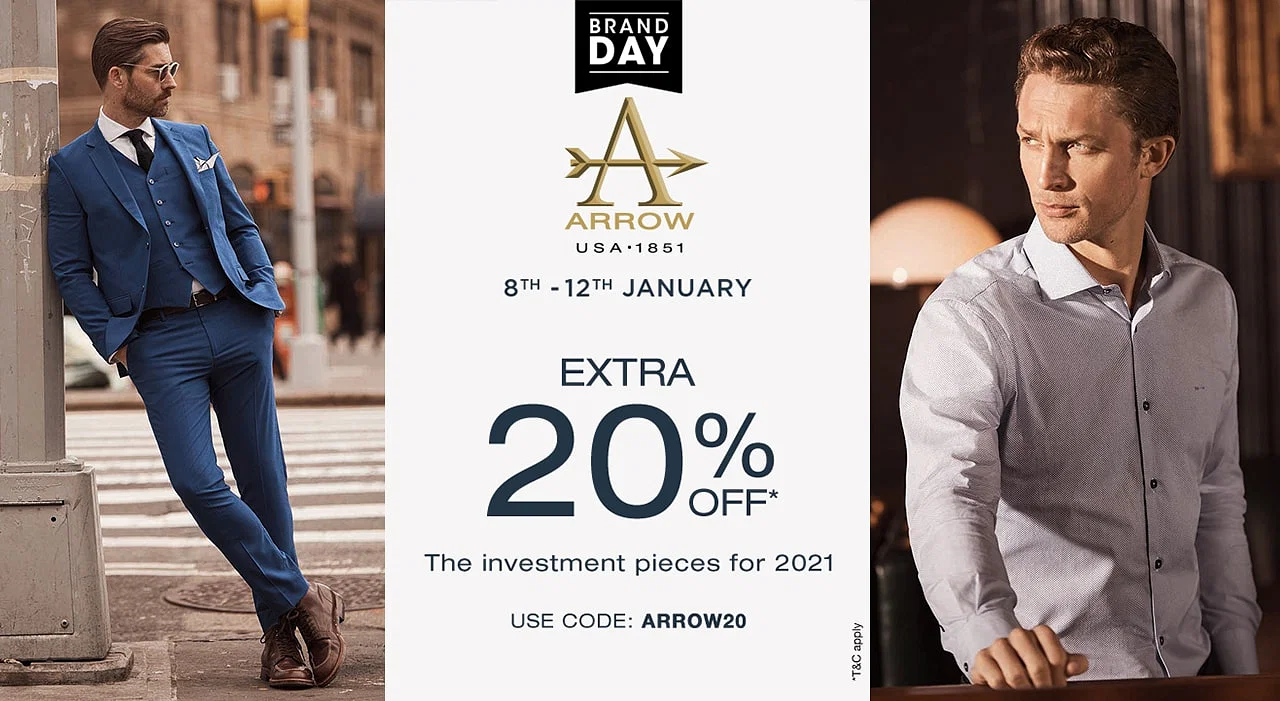 BRAND
DAY
ARROW
USA•1851
8TH - 12TH JANUARY
EXTRA
20%
OFF*
The investment pieces for 2021
USE CODE: ARROW20
*T&C apply